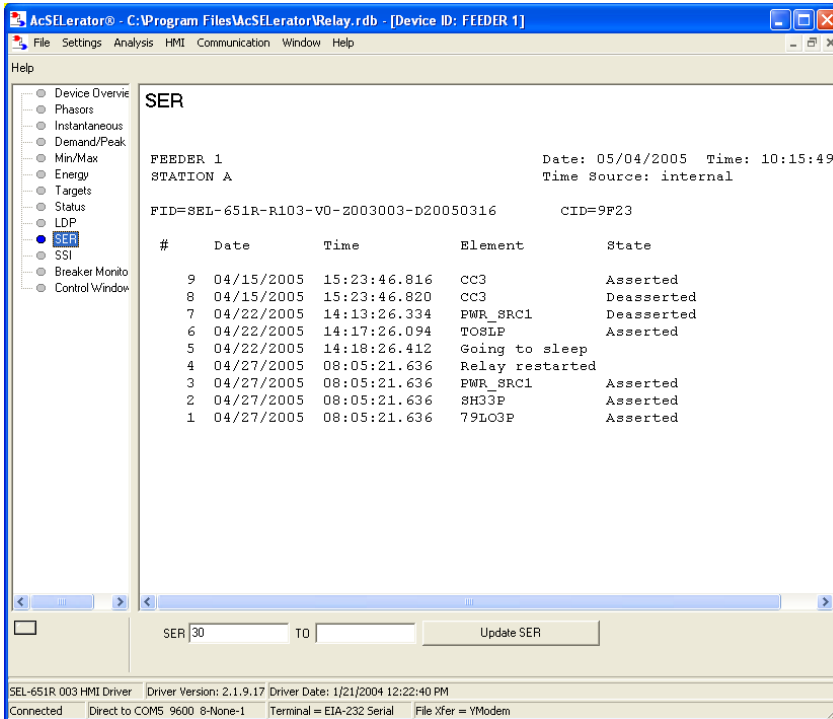 AcSELerator® - C:\Program Files\AcSELerator\Relay.rdb - [Device ID: FEEDER 1]
File Settings Analysis HMI Communication Window Help
Help
Device Overvie
Phasors
Instantaneous
Demand/Peak
Min/Max
Energy
Targets
Status
LDP
SER
SSI
Breaker Monito
Control Window
SER
FEEDER 1 Date: 05/04/2005 Time: 10:15:49
STATION A Time Source: internal
FID=SEL-651R-R103-V0-Z003003-D20050316 CID=9F23
# Date Time Element State
9 04/15/2005 15:23:46.816 CC3 Asserted
8 04/15/2005 15:23:46.820 CC3 Deasserted
7 04/22/2005 14:13:26.334 PWR_SRC1 Deasserted
6 04/22/2005 14:17:26.094 TOSLP Asserted
5 04/22/2005 14:18:26.412 Going to sleep
4 04/27/2005 08:05:21.636 Relay restarted
3 04/27/2005 08:05:21.636 PWR_SRC1 Asserted
2 04/27/2005 08:05:21.636 SH33P Asserted
1 04/27/2005 08:05:21.636 79LO3P Asserted
SER 30 TO Update SER
SEL-651R 003 HMI Driver Driver Version: 2.1.9.17 Driver Date: 1/21/2004 12:22:40 PM
Connected Direct to COM5 9600 8-None-1 Terminal = EIA-232 Serial File Xfer = YModem